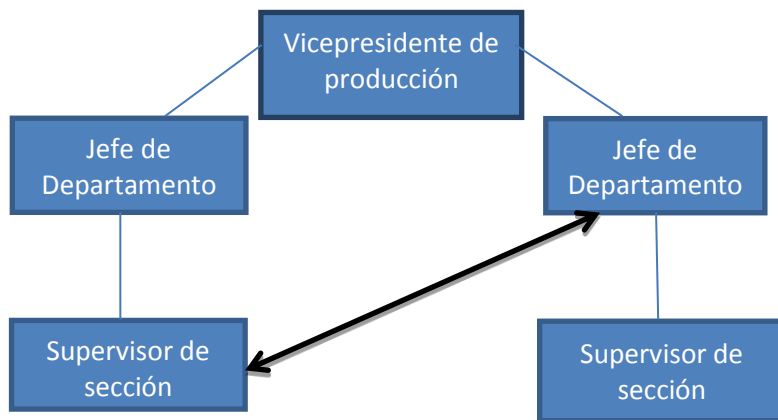 Vicepresidente de
producción
Jefe de
Departamento
Jefe de
Departamento
Supervisor de
sección
Supervisor de
sección